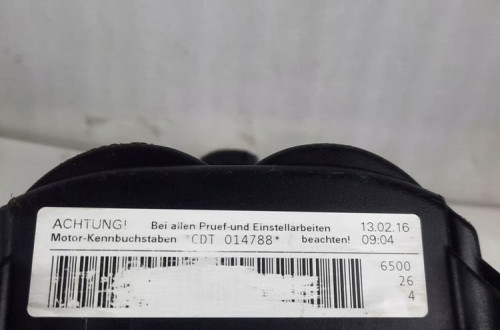 ACHTUNG! Bei allen Pruef-und Einstellarbeiten 13.02.16
Motor-Kennbuchstaben *CDT 014788* beachten! 09:04
6500
26
4